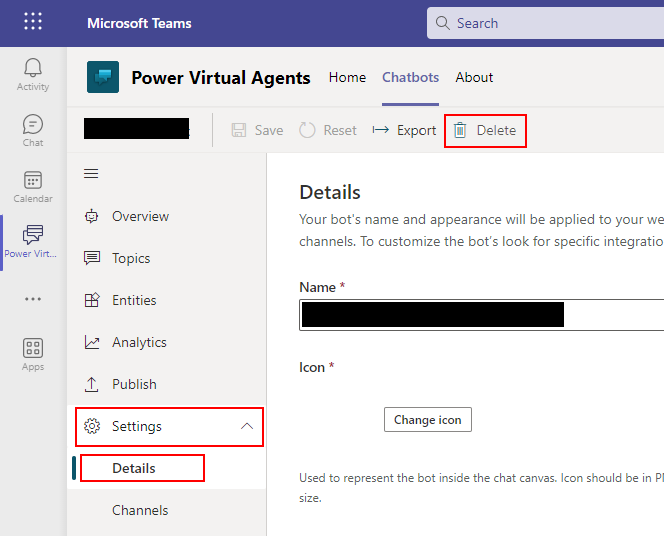 Microsoft Teams
Search
Activity
Chat
Calendar
Power Virt...
Apps
Power Virtual Agents
Home
Chatbots
About
Save
Reset
Export
Delete
Overview
Topics
Entities
Analytics
Publish
Settings
Details
Channels
Details
Your bot's name and appearance will be applied to your we
channels. To customize the bot's look for specific integratio
Name *
Icon *
Change icon
Used to represent the bot inside the chat canvas. Icon should be in P
size.